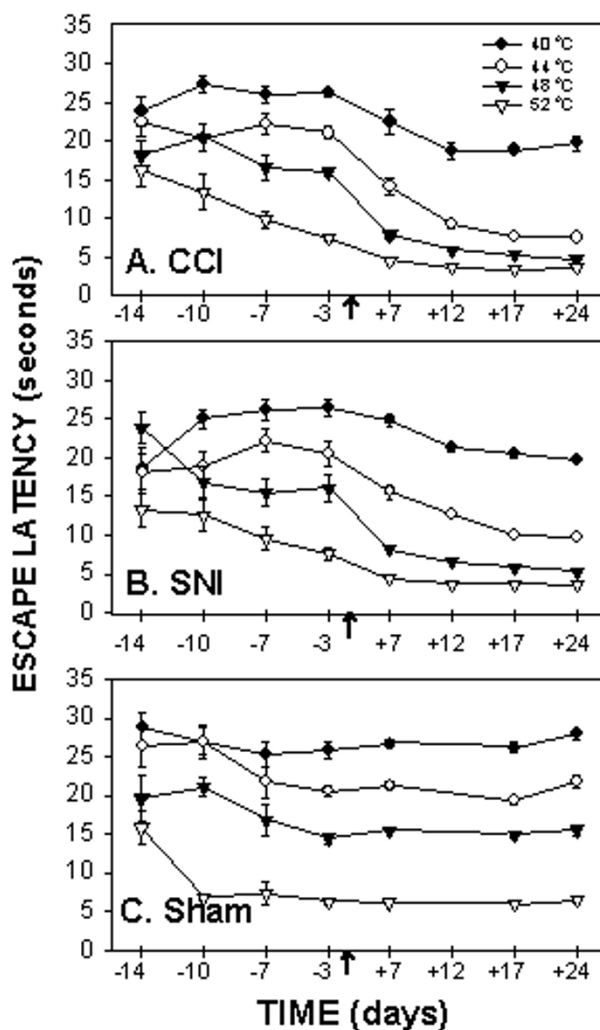 ESCAPE LATENCY (seconds)
35
30
25
20
15
10
5
0
40 °C
44 °C
48 °C
52 °C
A. CCI
-14 -10 -7 -3 +7 +12 +17 +24
35
30
25
20
15
10
5
0
B. SNI
-14 -10 -7 -3 +7 +12 +17 +24
35
30
25
20
15
10
5
0
C. Sham
-14 -10 -7 -3 +7 +12 +17 +24
TIME (days)